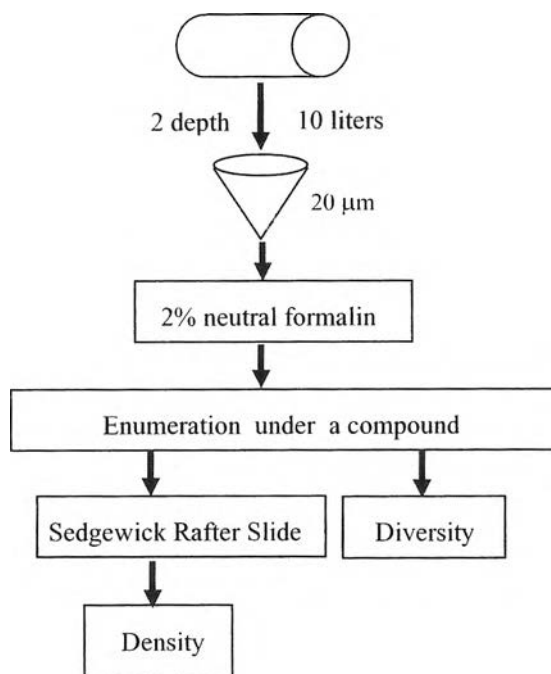 2 depth 10 liters
20 µm
2% neutral formalin
Enumeration under a compound
Sedgewick Rafter Slide
Diversity
Density